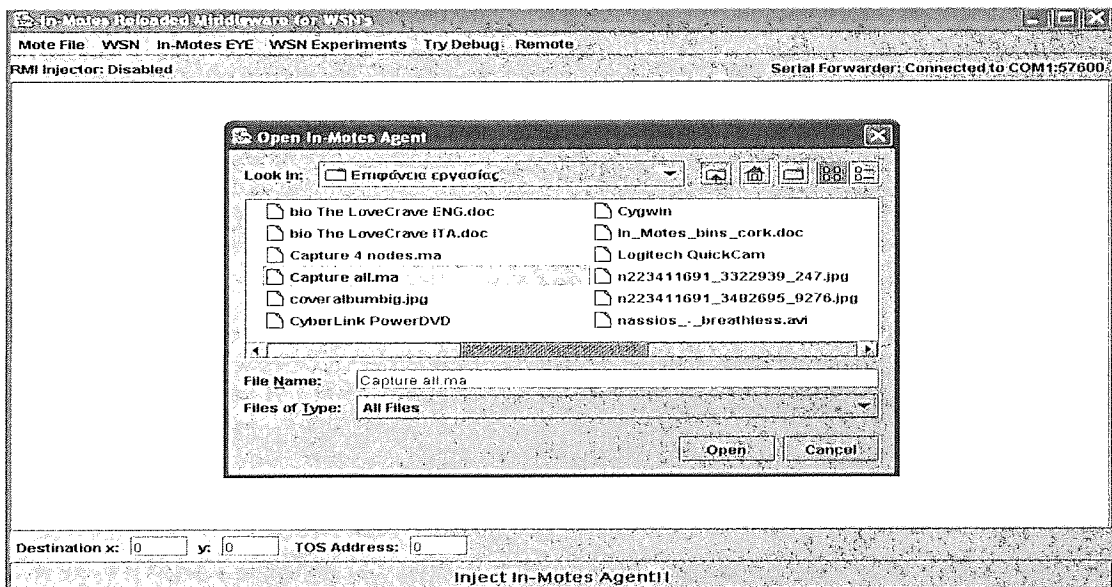 In-Motes Reloaded Middleware for WSN's
Mote File WSN In-Motes EYE WSN Experiments Try Debug Remote
RMI Injector: Disabled Serial Forwarder: Connected to COM1:57600
Open In-Motes Agent
Look In: Επιφάνεια εργασίας
bio The LoveCrave ENG.doc Cygwin
bio The LoveCrave ITA.doc In_Motes_bins_cork.doc
Capture 4 nodes.ma Logitech QuickCam
Capture all.ma n223411691_3322939_247.jpg
coveralbumbig.jpg n223411691_3482695_9276.jpg
CyberLink PowerDVD nassios_-_breathless.avi
File Name: Capture all.ma
Files of Type: All Files
Open Cancel
Destination x: 0 y: 0 TOS Address: 0
Inject In-Motes Agent!!